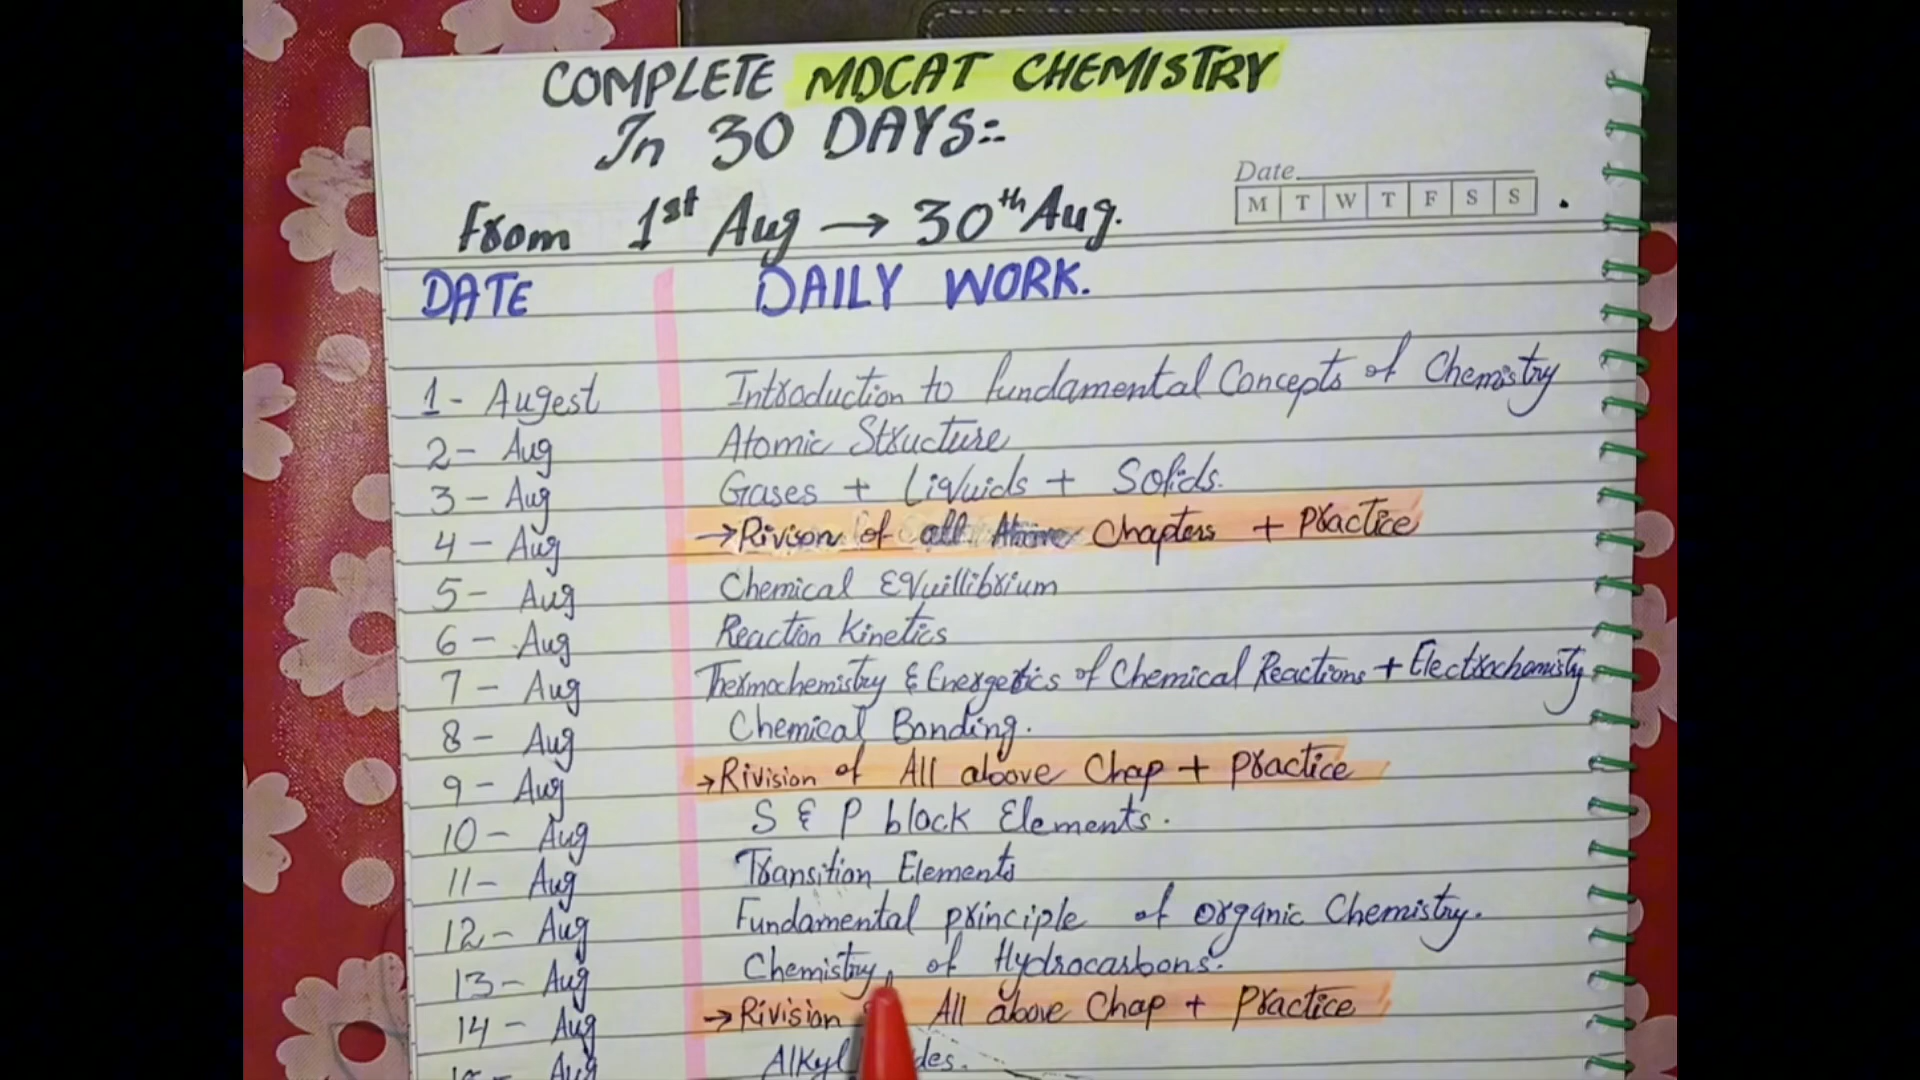 COMPLETE MDCAT CHEMISTRY
In 30 DAYS:-
Date
M T W T F S S
From 1st Aug → 30th Aug.
DATE DAILY WORK.
1- Augest Introduction to fundamental Concepts of Chemistry
2- Aug Atomic Structure
3- Aug Gases + Liquids + Solids.
4- Aug →Rivison of all Above Chapters + Practice
5- Aug Chemical Equillibrium
6- Aug Reaction Kinetics
7- Aug Thermochemistry & Energetics of Chemical Reactions + Electrochemistry
8- Aug Chemical Bonding.
9- Aug →Rivision of All above Chap + Practice
10- Aug S & P block Elements.
11- Aug Transition Elements
12- Aug Fundamental principle of organic Chemistry.
13- Aug Chemistry of Hydrocarbons.
14- Aug →Rivision All above Chap + Practice
Aug Alkyl